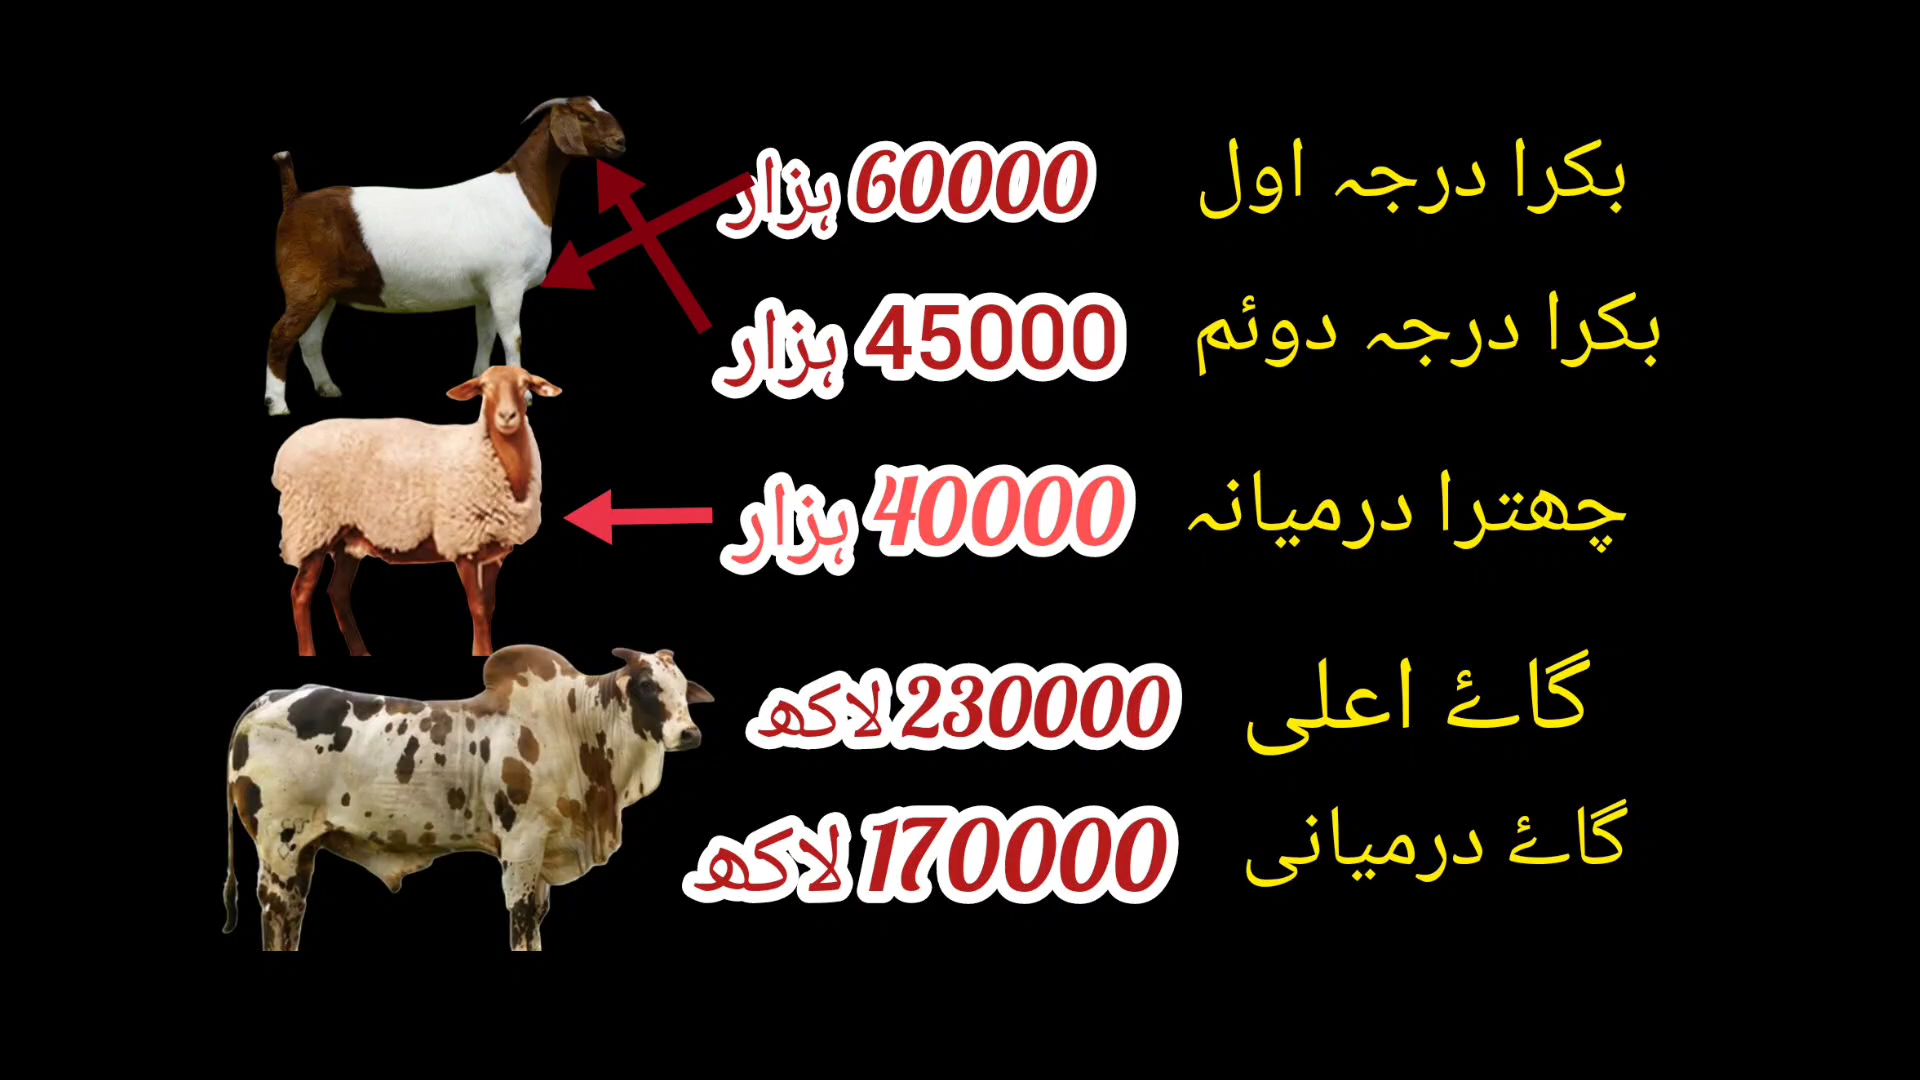 بکرا درجہ اول 60000 ہزار
بکرا درجہ دوئم 45000 ہزار
چھترا درمیانہ 40000 ہزار
گائے اعلی 230000 لاکھ
گائے درمیانی 170000 لاکھ